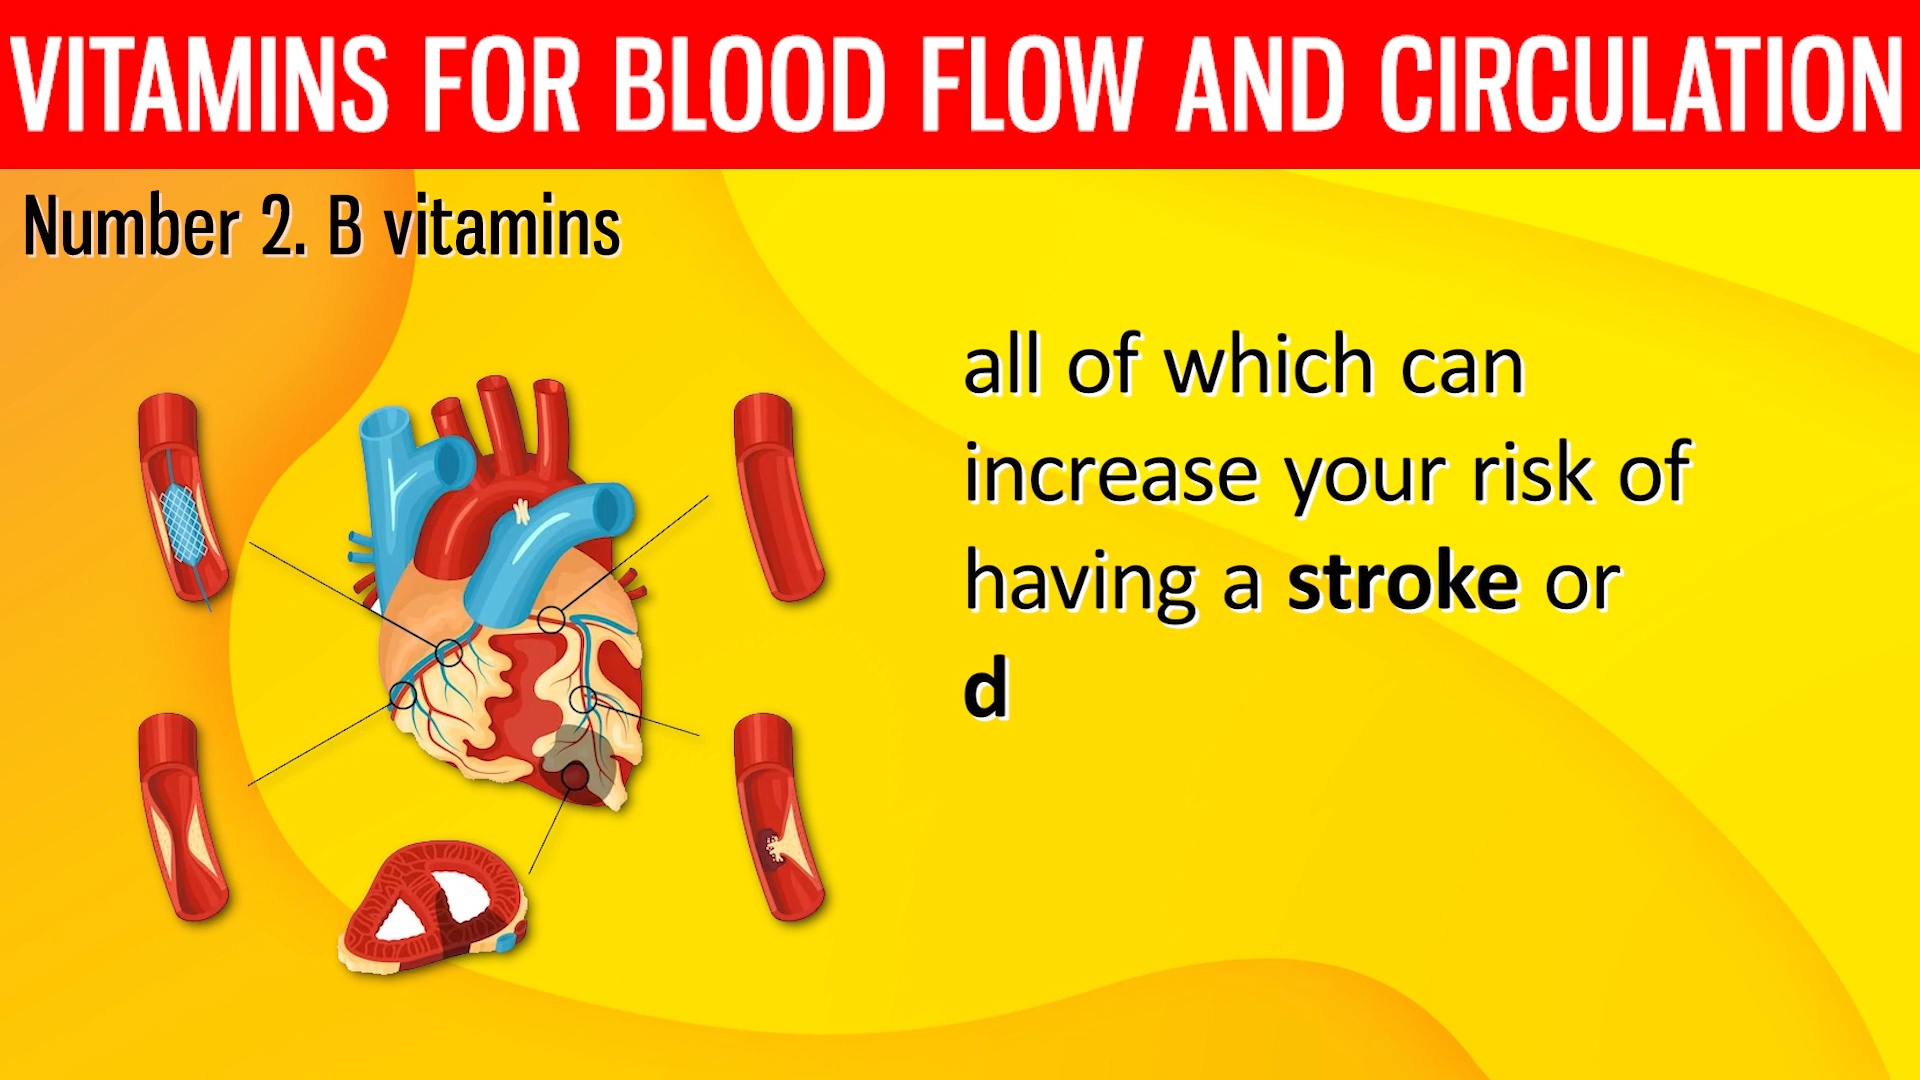 VITAMINS FOR BLOOD FLOW AND CIRCULATION
Number 2. B vitamins
all of which can
increase your risk of
having a stroke or
d